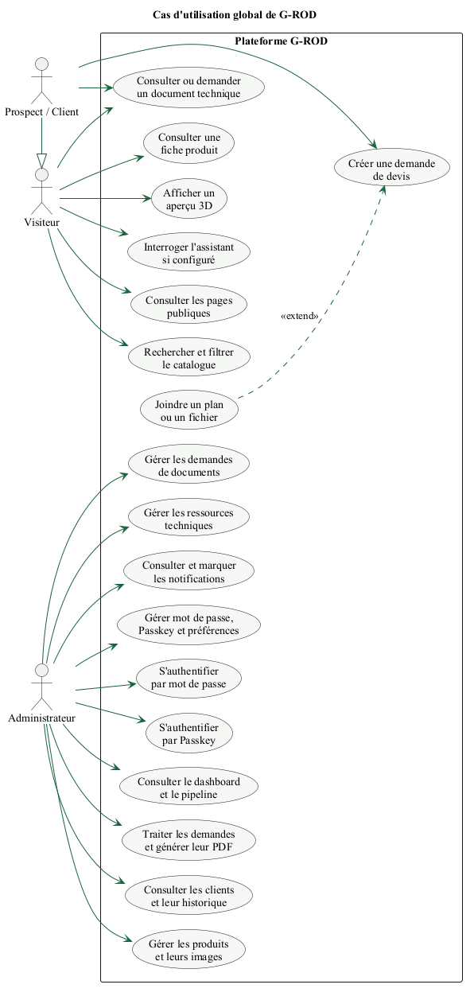 Cas d'utilisation global de G-ROD
Plateforme G-ROD
Prospect / Client
Consulter ou demander
un document technique
Consulter une
fiche produit
Créer une demande
de devis
Visiteur
Afficher un
aperçu 3D
Interroger l'assistant
si configuré
Consulter les pages
publiques
«extend»
Rechercher et filtrer
le catalogue
Joindre un plan
ou un fichier
Gérer les demandes
de documents
Gérer les ressources
techniques
Consulter et marquer
les notifications
Gérer mot de passe,
Passkey et préférences
Administrateur
S'authentifier
par mot de passe
S'authentifier
par Passkey
Consulter le dashboard
et le pipeline
Traiter les demandes
et générer leur PDF
Consulter les clients
et leur historique
Gérer les produits
et leurs images